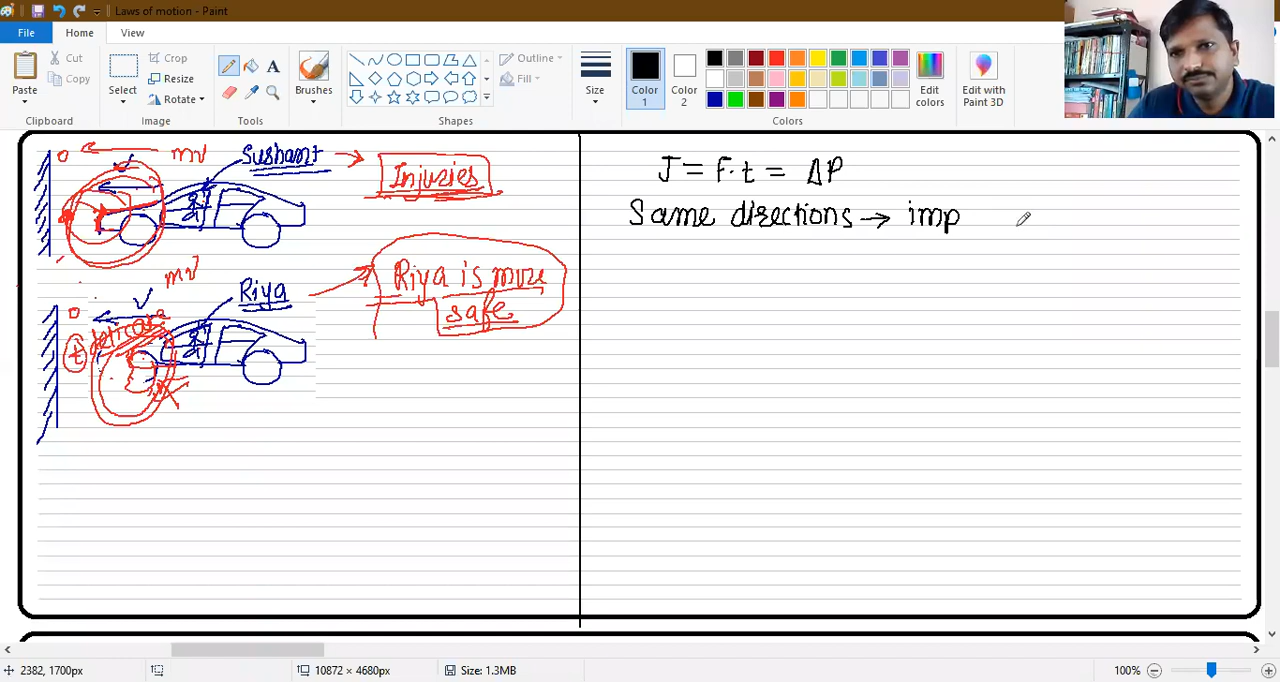 Laws of motion - Paint
File
Home
View
Paste
Cut
Copy
Clipboard
Select
Crop
Resize
Rotate
Image
Tools
Brushes
Shapes
Outline
Fill
Size
Color 1
Color 2
Edit colors
Edit with Paint 3D
Colors
0
mv
Sushant
Injuries
v
mv
Riya
Riya is more
safe
v
0
t
J = F·t = ΔP
Same directions → imp
2382, 1700px
10872 × 4680px
Size: 1.3MB
100%